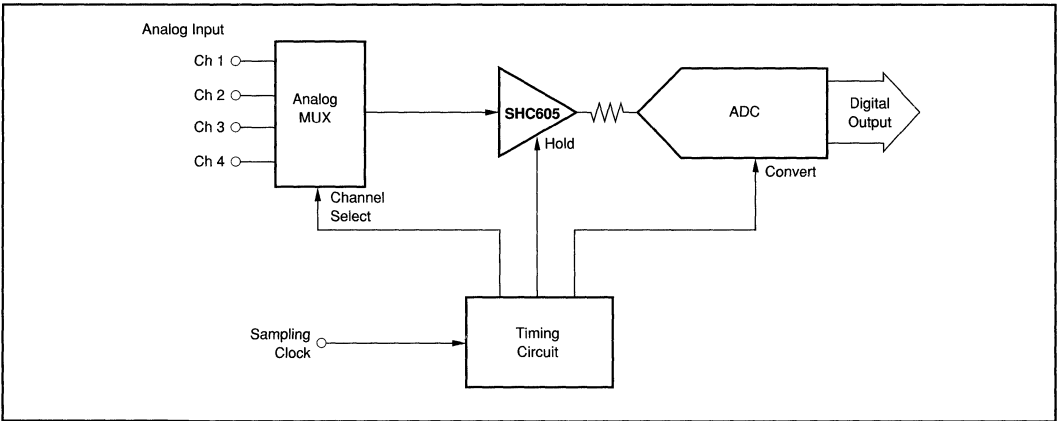 Analog Input
Ch 1
Ch 2
Ch 3
Ch 4
Analog
MUX
Channel
Select
SHC605
Hold
ADC
Convert
Digital
Output
Sampling
Clock
Timing
Circuit